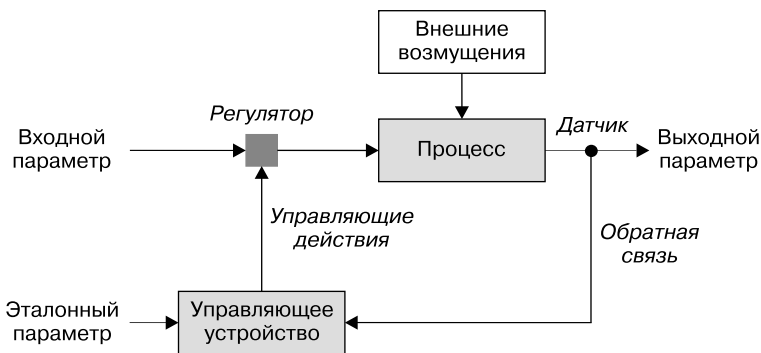 Внешние
возмущения
Регулятор
Датчик
Входной
параметр
Процесс
Выходной
параметр
Управляющие
действия
Обратная
связь
Эталонный
параметр
Управляющее
устройство